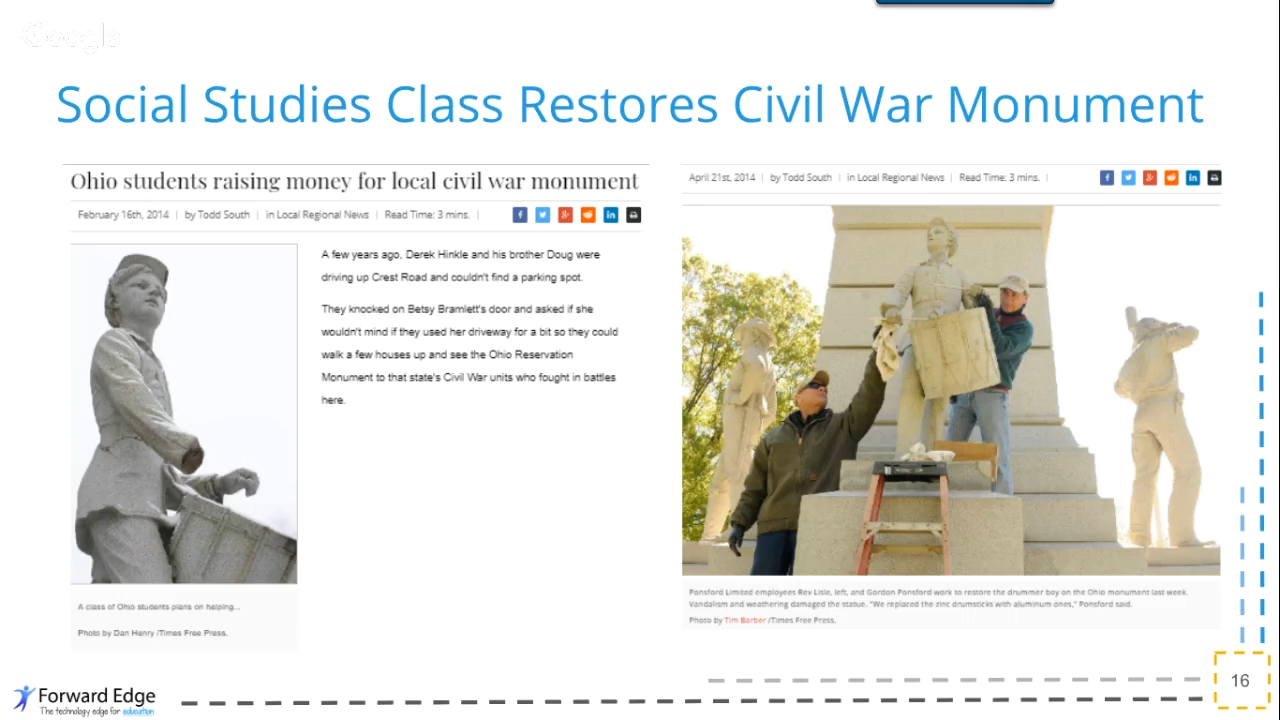 Google
Social Studies Class Restores Civil War Monument
Ohio students raising money for local civil war monument
February 16th, 2014 | by Todd South | in Local Regional News | Read Time: 3 mins. |
A few years ago, Derek Hinkle and his brother Doug were
driving up Crest Road and couldn't find a parking spot.
They knocked on Betsy Bramlett's door and asked if she
wouldn't mind if they used her driveway for a bit so they could
walk a few houses up and see the Ohio Reservation
Monument to that state's Civil War units who fought in battles
here.
A class of Ohio students plans on helping...
Photo by Dan Henry /Times Free Press.
April 21st, 2014 | by Todd South | in Local Regional News | Read Time: 3 mins. |
Ponsford Limited employees Rex Lisle, left, and Gordon Ponsford work to restore the drummer boy on the Ohio monument last week.
Vandalism and weathering damaged the statue. "We replaced the zinc drumsticks with aluminum ones," Ponsford said.
Photo by Tim Barber /Times Free Press.
Forward Edge
The technology edge for education
16